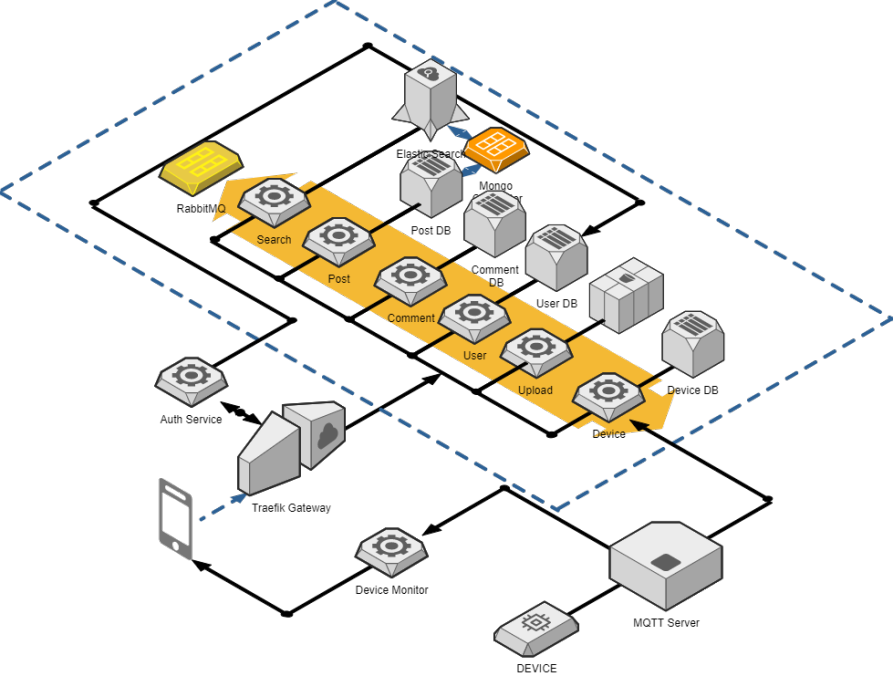 Elastic Search
RabbitMQ
Mongo
Search
Post DB
Post
Comment
DB
User DB
Comment
User
Upload
Device DB
Auth Service
Device
Traefik Gateway
Device Monitor
MQTT Server
DEVICE